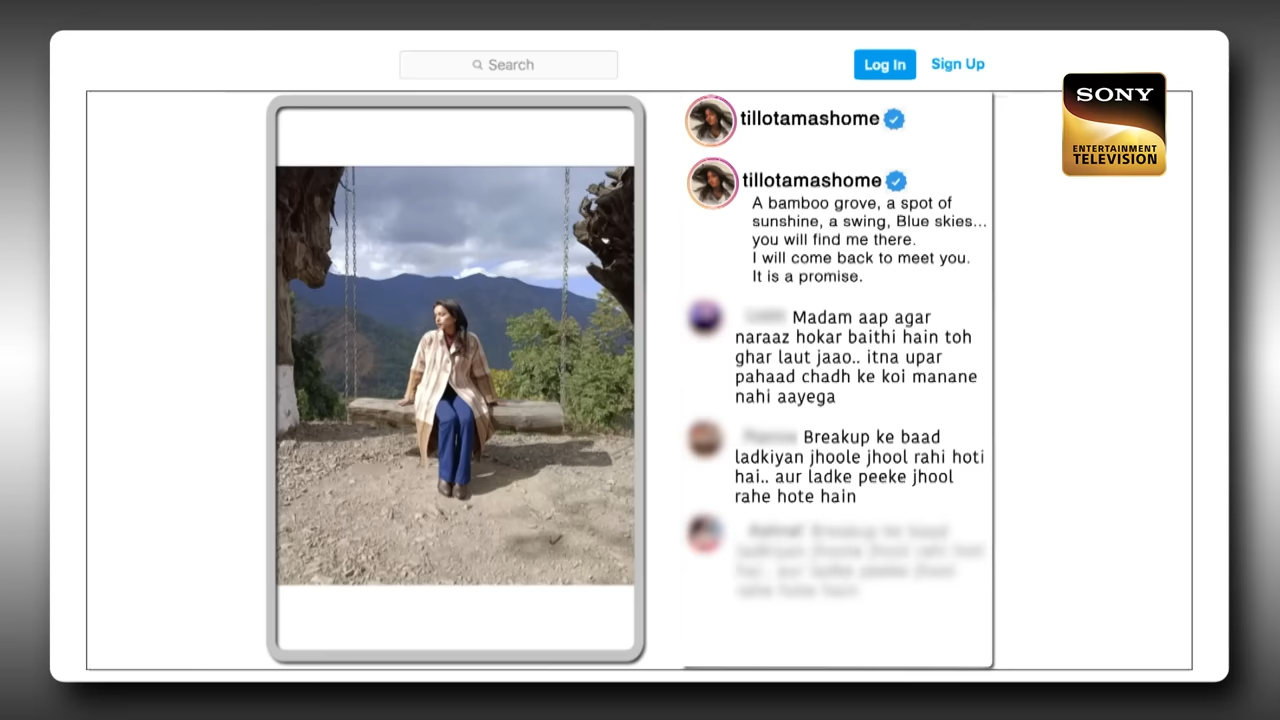 Search
Log In
Sign Up
SONY
ENTERTAINMENT
TELEVISION
tillotamashome
tillotamashome
A bamboo grove, a spot of
sunshine, a swing, Blue skies...
you will find me there.
I will come back to meet you.
It is a promise.
Madam aap agar
naraaz hokar baithi hain toh
ghar laut jaao.. itna upar
pahaad chadh ke koi manane
nahi aayega
Breakup ke baad
ladkiyan jhoole jhool rahi hoti
hai.. aur ladke peeke jhool
rahe hote hain